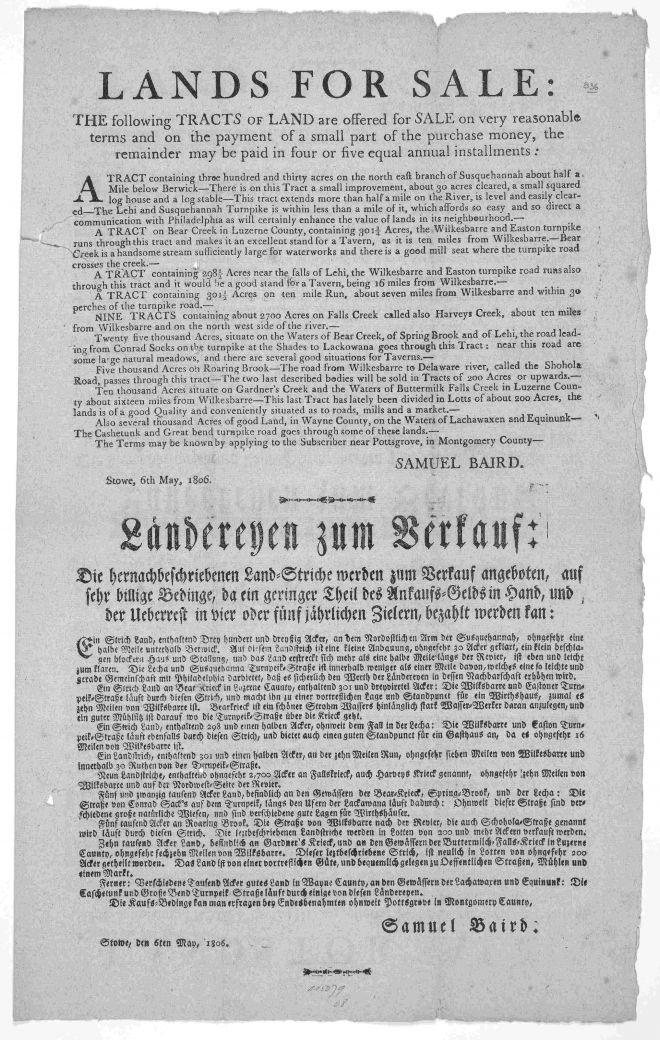 LANDS FOR SALE:
THE following TRACTS OF LAND are offered for SALE on very reasonable
terms and on the payment of a small part of the purchase money, the
remainder may be paid in four or five equal annual installments:
A TRACT containing three hundred and thirty acres on the north east branch of Susquehannah about half a
Mile below Berwick—There is on this Tract a small improvement, about 30 acres cleared, a small squared
log house and a log stable—This tract extends more than half a mile on the River, is level and easily clear-
ed—The Lehi and Susquehannah Turnpike is within less than a mile of it, which affords so easy and so direct a
communication with Philadelphia as will certainly enhance the value of lands in its neighbourhood.—
A TRACT on Bear Creek in Luzerne County, containing 301¾ Acres, the Wilkesbarre and Easton turnpike
runs through this tract and makes it an excellent stand for a Tavern, as it is ten miles from Wilkesbarre.—Bear
Creek is a handsome stream sufficiently large for waterworks and there is a good mill seat where the turnpike road
crosses the creek.—
A TRACT containing 298½ Acres near the falls of Lehi, the Wilkesbarre and Easton turnpike road runs also
through this tract and it would be a good stand for a Tavern, being 16 miles from Wilkesbarre.—
A TRACT containing 301½ Acres on ten mile Run, about seven miles from Wilkesbarre and within 30
perches of the turnpike road.—
NINE TRACTS containing about 2700 Acres on Falls Creek called also Harveys Creek, about ten miles
from Wilkesbarre and on the north west side of the river.—
Twenty five thousand Acres, situate on the Waters of Bear Creek, of Spring Brook and of Lehi, the road lead-
ing from Conrad Socks on the turnpike at the Shades to Lackowana goes through this Tract: near this road are
some large natural meadows, and there are several good situations for Taverns.—
Five thousand Acres on Roaring Brook—The road from Wilkesbarre to Delaware river, called the Shohola
Road, passes through this tract—The two last described bodies will be sold in Tracts of 200 Acres or upwards.—
Ten thousand Acres situate on Gardner's Creek and the Waters of Buttermilk Falls Creek in Luzerne Coun-
ty about sixteen miles from Wilkesbarre—This last Tract has lately been divided in Lotts of about 200 Acres, the
lands is of a good Quality and conveniently situated as to roads, mills and a market.—
Also several thousand Acres of good Land, in Wayne County, on the Waters of Lachawaxen and Equinunk—
The Cashetunk and Great bend turnpike road goes through some of these lands.—
The Terms may be known by applying to the Subscriber near Pottsgrove, in Montgomery County—
SAMUEL BAIRD.
Stowe, 6th May, 1806.
Ländereyen zum Verkauf:
Die hernachbeschriebenen Land-Striche werden zum Verkauf angeboten, auf
sehr billige Bedinge, da ein geringer Theil des Ankaufs-Gelds in Hand, und
der Ueberrest in vier oder fünf jährlichen Zielern, bezahlt werden kan:
Ein Strich Land, enthaltend Drey hundert und dreyßig Acker, an dem Nordostlichen Arm der Susquehannah, ohngefehr eine
halbe Meile unterhalb Berwick. Auf diesem Landstrich ist eine kleine Anbauung, ohngefehr 30 Acker geklärt, ein klein beschla-
gen blockern Haus und Stallung, und das Land erstreckt sich mehr als eine halbe Meile längs der Revier, ist eben und leicht
zum klaren. Die Lecha und Susquehanna Turnpeik-Straße ist innerhalb weniger als einer Meile davon, welches eine so leichte und
gerade Gemeinschaft mit Philadelphia darbietet, daß es sicherlich den Werth der Ländereyen in dessen Nachbarschaft erhöhen wird.
Ein Strich Land an Bear Kriek in Luzerne Caunty, enthaltend 301 und dreyviertel Acker: Die Wilksbarre und Eastoner Turn-
peik-Straße läuft durch diesen Strich, und macht ihn zu einer vortreflichen Lage und Standpunct für ein Wirthshaus, zumal es
zehn Meilen von Wilksbarre ist. Bearkrieck ist ein schöner Strohm Wassers hinlänglich stark Wasser-Werker daran anzulegen, und
ein guter Mühlsitz ist darauf wo die Turnpeik-Straße über die Kriek geht.
Ein Strich Land, enthaltend 298 und einen halben Acker, ohnweit dem Fall in der Lecha: Die Wilksbarre und Easton Turn-
peik-Straße läuft ebenfals durch diesen Strich, und bietet auch einen guten Standpunct für ein Gasthaus an, da es ohngefehr 16
Meilen von Wilkesbarre ist.
Ein Landstrich, enthaltend 301 und einen halben Acker, an der zehn Meilen Run, ohngefehr sieben Meilen von Wilkesbarre und
innerhalb 30 Ruthen von der Turnpeik-Straße.
Neun Landstriche, enthaltend ohngefehr 2,700 Acker an Fallskrieck, auch Harveys Krieck genannt, ohngefehr zehn Meilen von
Wilksbarre und auf der Nordwest-Seite der Revier.
Fünf und zwanzig tausend Acker Land, befindlich an den Gewässern der Bear-Kriek, Spring-Brook, und der Lecha: Die
Straße von Conrad Sack's auf dem Turnpeik, längs den Ufern der Lackawana läuft dadurch: Ohnweit dieser Straße sind ver-
schiedene große natürliche Wiesen, und sind verschiedene gute Lagen für Wirthshäuser.
Fünf tausend Acker an Roaring Brook. Die Straße von Wilksbarre nach der Revier, die auch Schohola-Straße genannt
wird läuft durch diesen Strich. Die leztbeschriebenen Landstriche werden in Lotten von 200 und mehr Ackern verkauft werden.
Zehn tausend Acker Land, befindlich an Gardner's Krieck, und an den Gewässern der Buttermilch-Falls-Krieck in Luzerne
Caunty, ohngefehr sechzehn Meilen von Wilksbarre. Dieser leztbeschriebene Strich, ist neulich in Lotten von ohngefehr 200
Acker getheilt worden. Das Land ist von einer vortreflichen Güte, und bequemlich gelegen zu Oeffentlichen Straßen, Mühlen und
einem Markt.
Ferner: Verschiedene Tausend Acker gutes Land in Wayne Caunty, an den Gewässern der Lachawaxen und Equinunk: Die
Caschetunk und Große Bend Turnpeik Straße läuft durch einige von diesen Ländereyen.
Die Kaufs-Bedinge kan man erfragen bey Endesbenahmten ohnweit Pottsgrove in Montgomery Caunty,
Samuel Baird.
Stowe, den 6ten May, 1806.